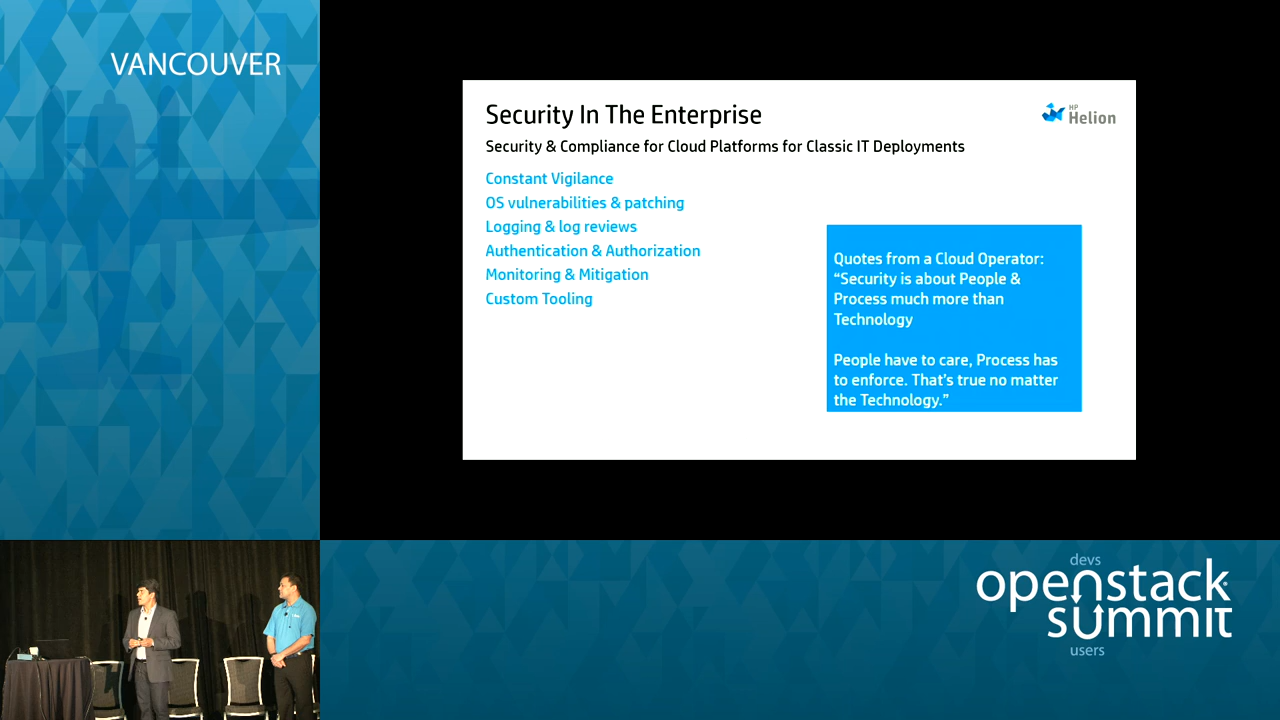 VANCOUVER
Security In The Enterprise
HP
Helion
Security & Compliance for Cloud Platforms for Classic IT Deployments
Constant Vigilance
OS vulnerabilities & patching
Logging & log reviews
Authentication & Authorization
Monitoring & Mitigation
Custom Tooling
Quotes from a Cloud Operator:
“Security is about People &
Process much more than
Technology
People have to care, Process has
to enforce. That’s true no matter
the Technology.”
devs
openstack
summit
users